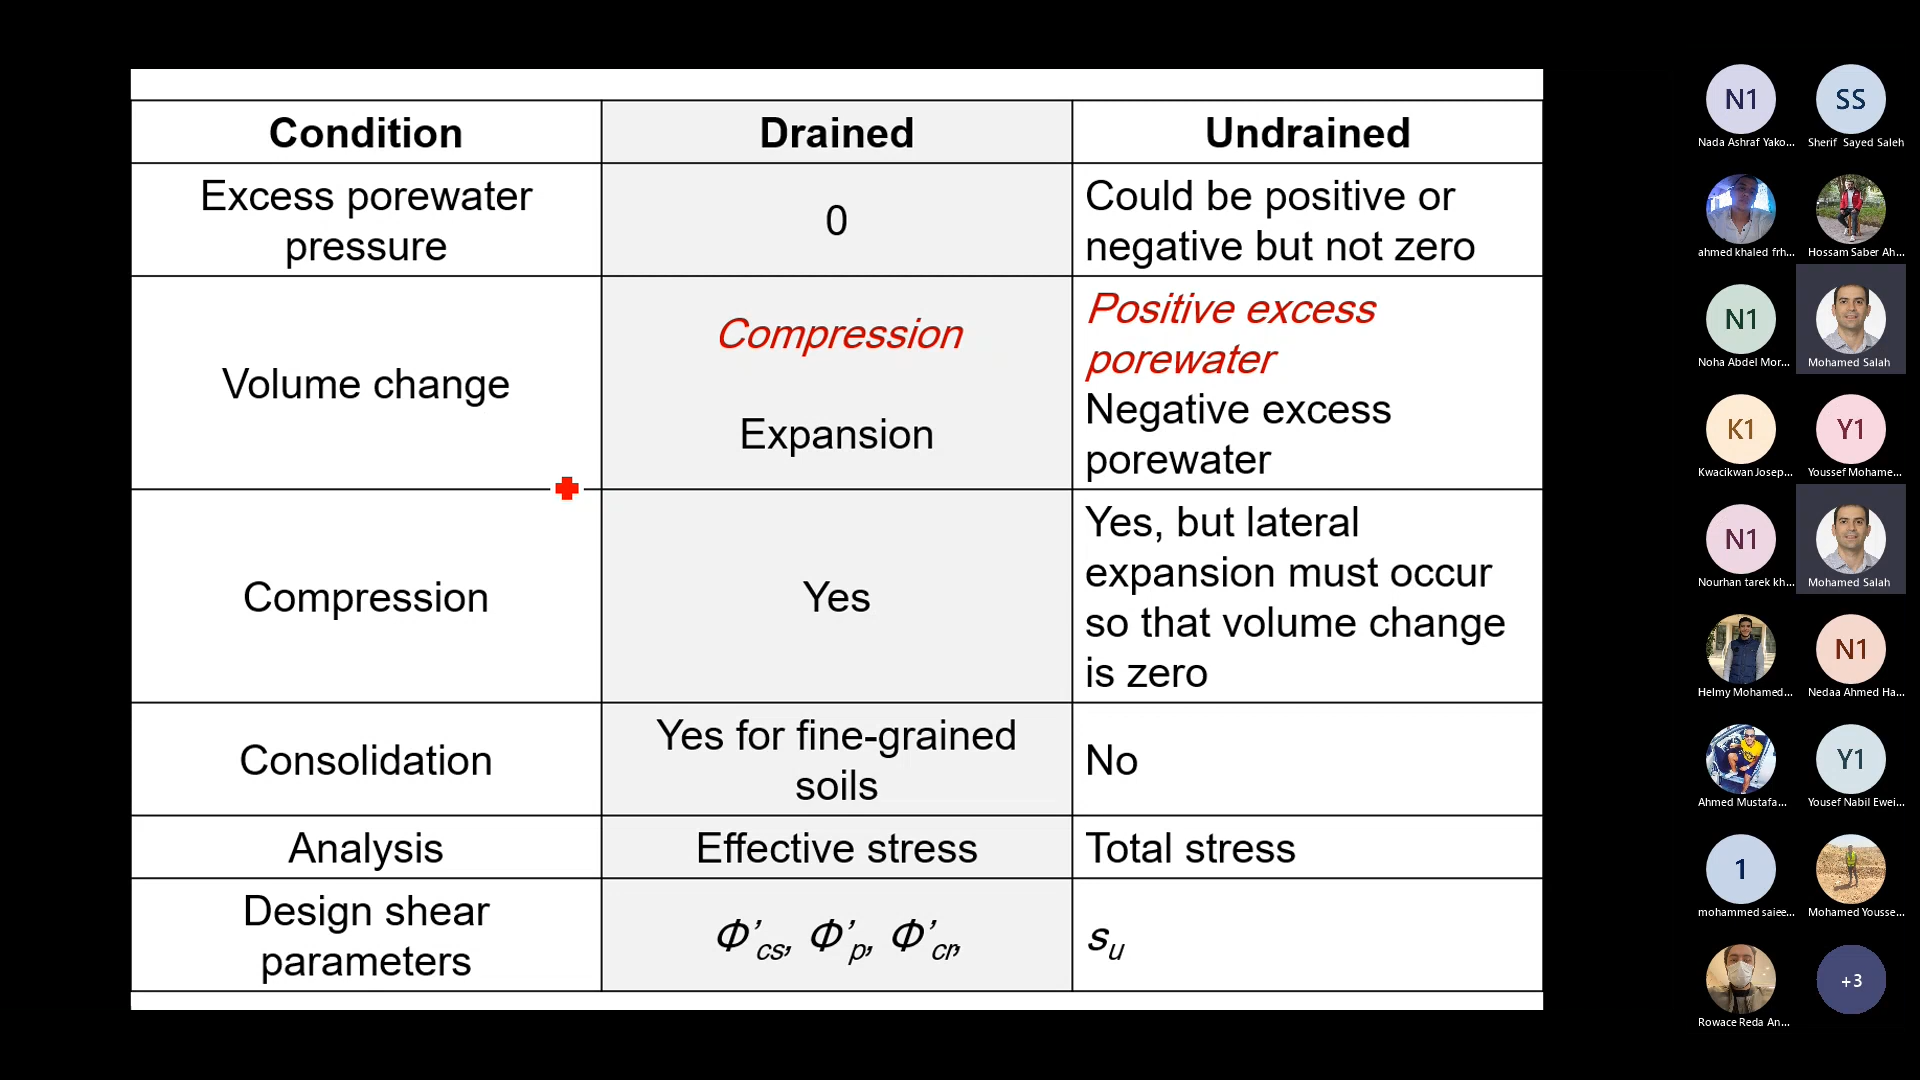 Condition
Drained
Undrained
Excess porewater
pressure
0
Could be positive or
negative but not zero
Volume change
Compression
Expansion
Positive excess
porewater
Negative excess
porewater
Compression
Yes
Yes, but lateral
expansion must occur
so that volume change
is zero
Consolidation
Yes for fine-grained
soils
No
Analysis
Effective stress
Total stress
Design shear
parameters
Φ’cs, Φ’p, Φ’cr,
su
N1
SS
Nada Ashraf Yako...
Sherif Sayed Saleh
ahmed khaled frh...
Hossam Saber Ah...
N1
Noha Abdel Mor...
Mohamed Salah
K1
Y1
Kwacikwan Josep...
Youssef Mohame...
N1
Nourhan tarek kh...
Mohamed Salah
N1
Helmy Mohamed...
Nedaa Ahmed Ha...
Y1
Ahmed Mustafa...
Yousef Nabil Ewei...
1
mohammed saiee...
Mohamed Yousse...
+3
Rowace Reda An...